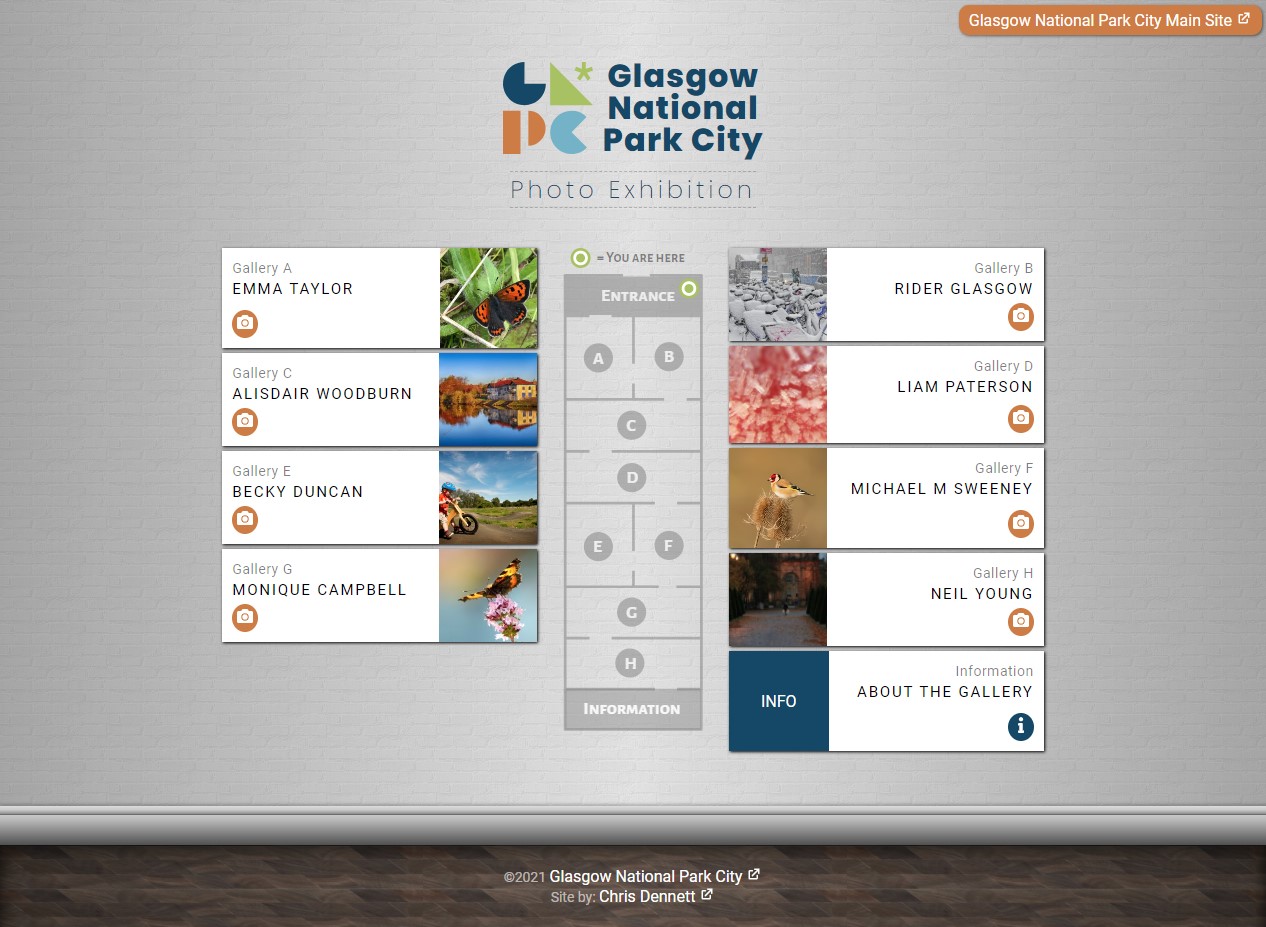 Glasgow National Park City Main Site
Glasgow
National
Park City
Photo Exhibition
Gallery A
EMMA TAYLOR
Gallery C
ALISDAIR WOODBURN
Gallery E
BECKY DUNCAN
Gallery G
MONIQUE CAMPBELL
= YOU ARE HERE
ENTRANCE
A B
C
D
E F
G
H
INFORMATION
Gallery B
RIDER GLASGOW
Gallery D
LIAM PATERSON
Gallery F
MICHAEL M SWEENEY
Gallery H
NEIL YOUNG
INFO
Information
ABOUT THE GALLERY
©2021 Glasgow National Park City
Site by: Chris Dennett